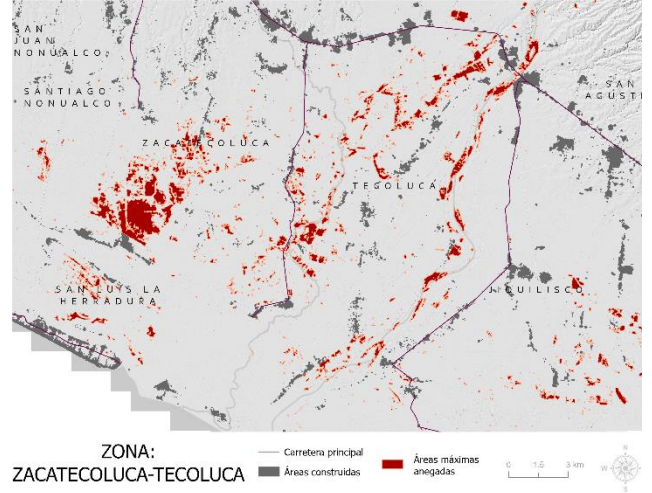 SAN
JUAN
NONUALCO
SANTIAGO
NONUALCO
SAN
AGUSTI
ZACATECOLUCA
TECOLUCA
SAN LUIS LA
HERRADURA
JIQUILISCO
ZONA:
ZACATECOLUCA-TECOLUCA
Carretera principal
Áreas construidas
Áreas máximas
anegadas
0 1.5 3 km
N
W
E
S